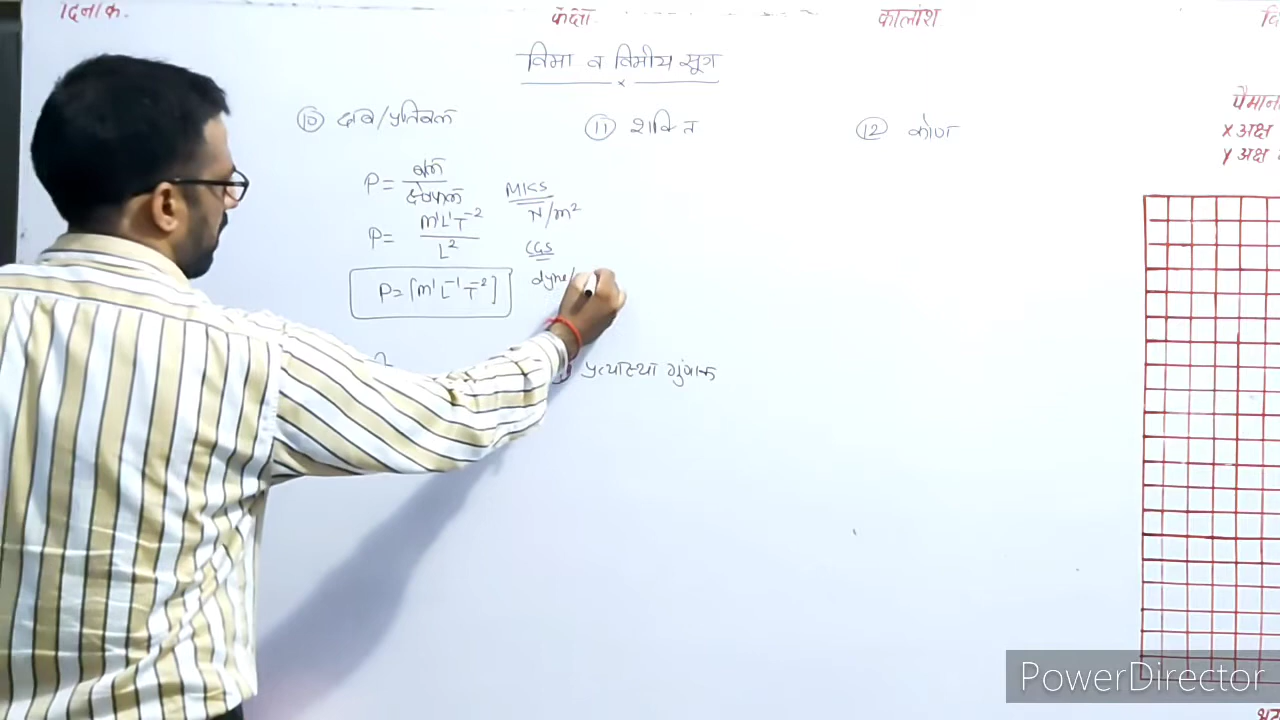 दिनांक.
कक्षा
कालांश
विमा व विमीय सूत्र
x
पैमाना
X अक्ष
Y अक्ष
⑩ दाब/प्रतिबल
⑪ शक्ति
⑫ कोण
P = बल / क्षेत्रफल
MKS
N/m²
P = M¹L¹T⁻² / L²
CGS
dyne/
P = [M¹L⁻¹T⁻²]
प्रत्यास्था गुणांक
PowerDirector